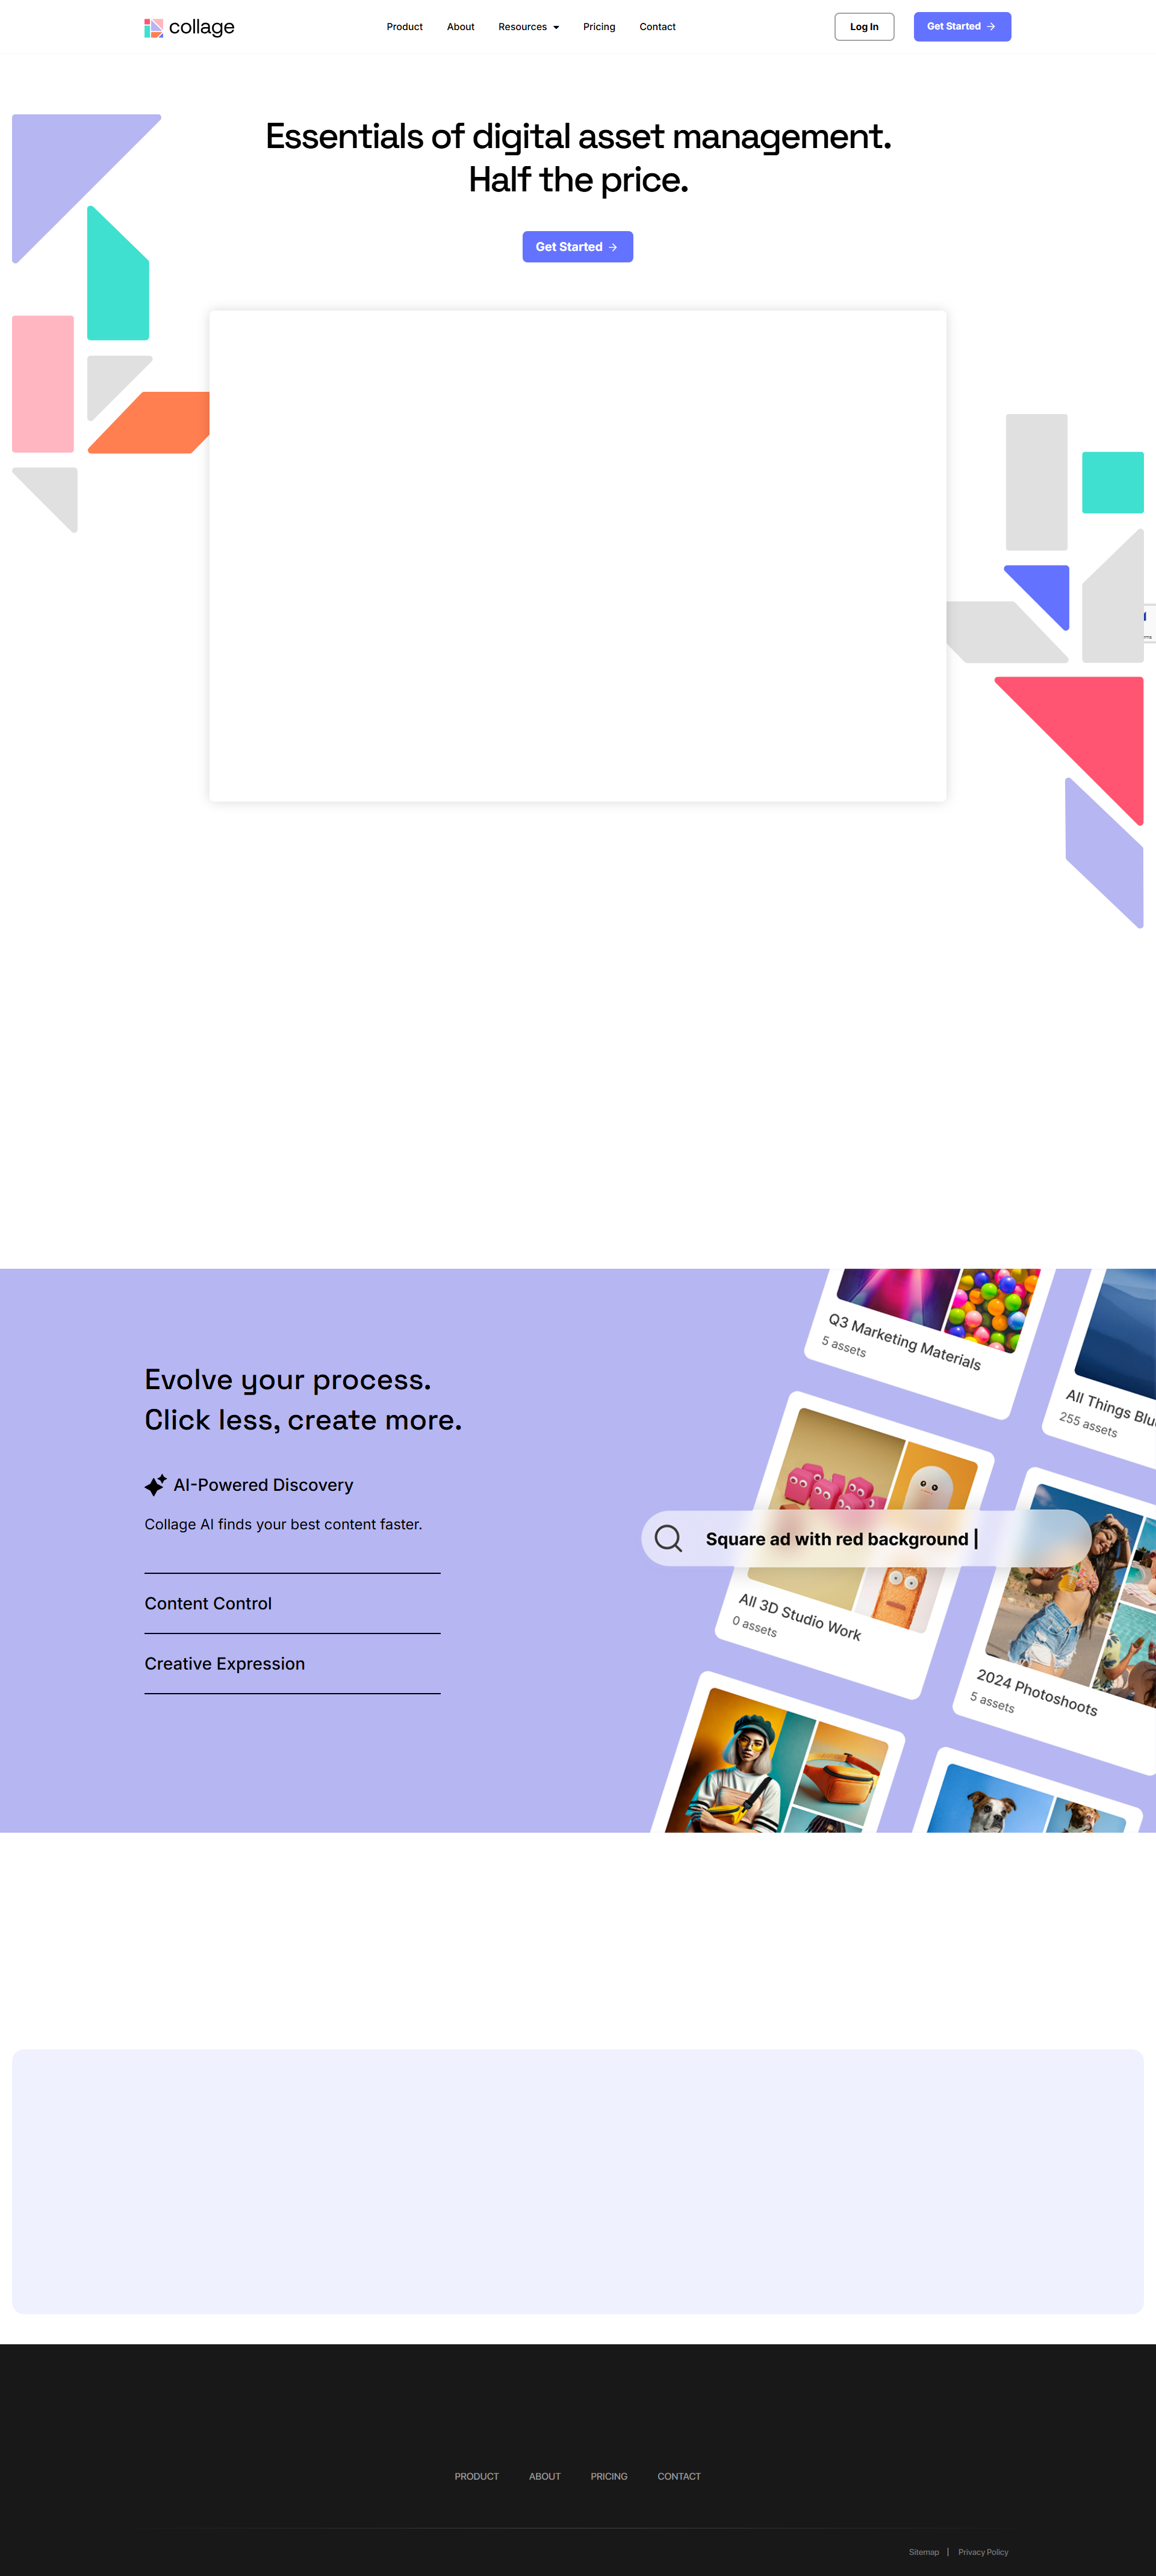 collage
Product
About
Resources
Pricing
Contact
Log In
Get Started
Essentials of digital asset management.
Half the price.
Get Started
Evolve your process.
Click less, create more.
AI-Powered Discovery
Collage AI finds your best content faster.
Content Control
Creative Expression
Q3 Marketing Materials
5 assets
All Things
255 assets
Square ad with red background |
All 3D Studio Work
0 assets
2024 Photoshoots
5 assets
PRODUCT
ABOUT
PRICING
CONTACT
Sitemap | Privacy Policy